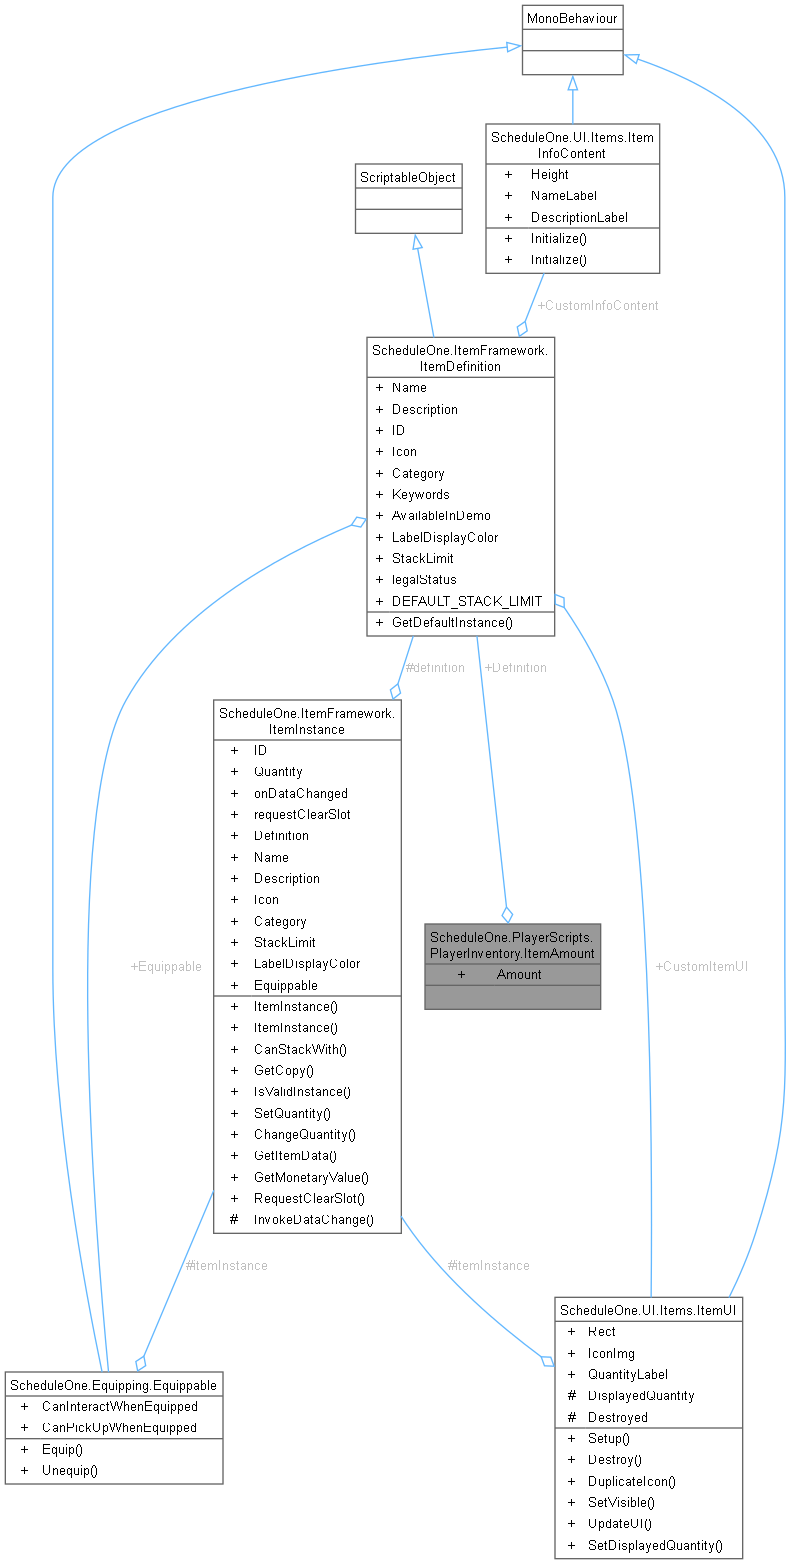 MonoBehaviour
ScheduleOne.UI.Items.Item
InfoContent
+ Height
+ NameLabel
+ DescriptionLabel
+ Initialize()
+ Initialize()
ScriptableObject
+CustomInfoContent
ScheduleOne.ItemFramework.
ItemDefinition
+ Name
+ Description
+ ID
+ Icon
+ Category
+ Keywords
+ AvailableInDemo
+ LabelDisplayColor
+ StackLimit
+ legalStatus
+ DEFAULT_STACK_LIMIT
+ GetDefaultInstance()
#definition
+Definition
ScheduleOne.ItemFramework.
ItemInstance
+ ID
+ Quantity
+ onDataChanged
+ requestClearSlot
+ Definition
+ Name
+ Description
+ Icon
+ Category
+ StackLimit
+ LabelDisplayColor
+ Equippable
+ ItemInstance()
+ ItemInstance()
+ CanStackWith()
+ GetCopy()
+ IsValidInstance()
+ SetQuantity()
+ ChangeQuantity()
+ GetItemData()
+ GetMonetaryValue()
+ RequestClearSlot()
# InvokeDataChange()
ScheduleOne.PlayerScripts.
PlayerInventory.ItemAmount
+ Amount
+Equippable
+CustomItemUI
#itemInstance
#itemInstance
ScheduleOne.UI.Items.ItemUI
+ Rect
+ IconImg
+ QuantityLabel
# DisplayedQuantity
# Destroyed
+ Setup()
+ Destroy()
+ DuplicateIcon()
+ SetVisible()
+ UpdateUI()
+ SetDisplayedQuantity()
ScheduleOne.Equipping.Equippable
+ CanInteractWhenEquipped
+ CanPickUpWhenEquipped
+ Equip()
+ Unequip()